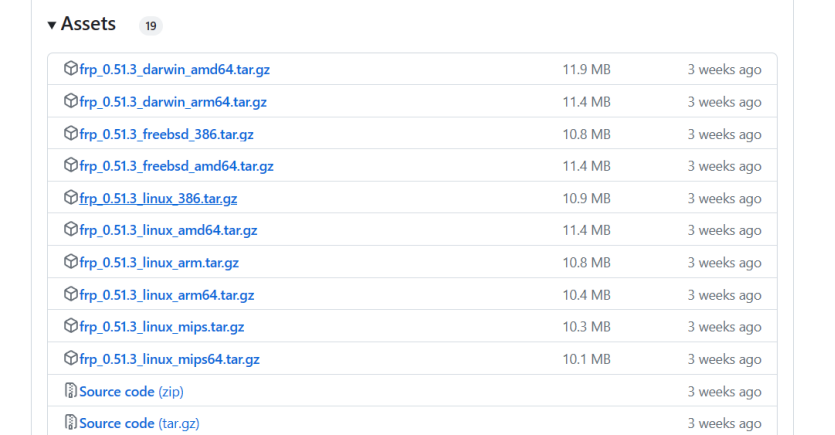 Assets 19
frp_0.51.3_darwin_amd64.tar.gz 11.9 MB 3 weeks ago
frp_0.51.3_darwin_arm64.tar.gz 11.4 MB 3 weeks ago
frp_0.51.3_freebsd_386.tar.gz 10.8 MB 3 weeks ago
frp_0.51.3_freebsd_amd64.tar.gz 11.4 MB 3 weeks ago
frp_0.51.3_linux_386.tar.gz 10.9 MB 3 weeks ago
frp_0.51.3_linux_amd64.tar.gz 11.4 MB 3 weeks ago
frp_0.51.3_linux_arm.tar.gz 10.8 MB 3 weeks ago
frp_0.51.3_linux_arm64.tar.gz 10.4 MB 3 weeks ago
frp_0.51.3_linux_mips.tar.gz 10.3 MB 3 weeks ago
frp_0.51.3_linux_mips64.tar.gz 10.1 MB 3 weeks ago
Source code (zip) 3 weeks ago
Source code (tar.gz) 3 weeks ago